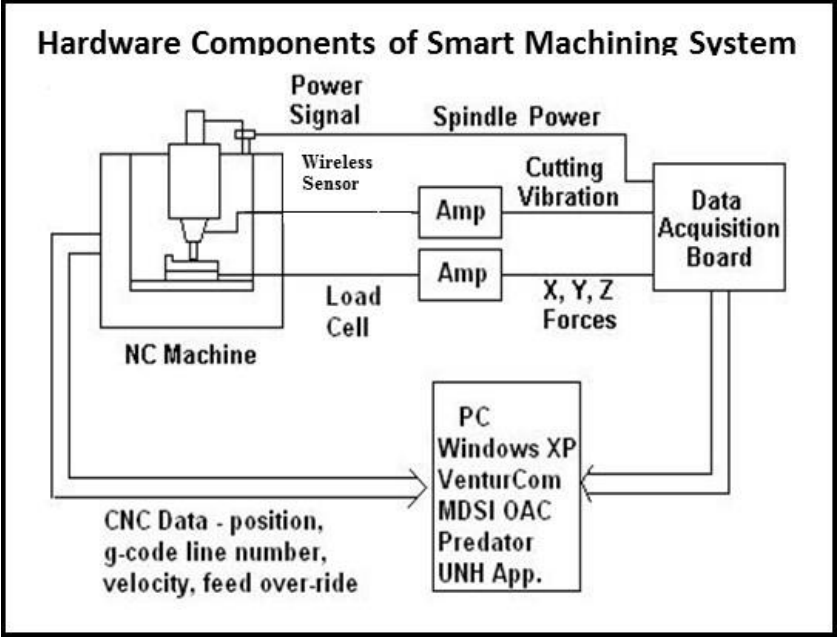 Hardware Components of Smart Machining System
Power
Signal
Spindle Power
Wireless
Sensor
Cutting
Vibration
Amp
Data
Acquisition
Board
Amp
Load
Cell
X, Y, Z
Forces
NC Machine
PC
Windows XP
VenturCom
MDSI OAC
Predator
UNH App.
CNC Data - position,
g-code line number,
velocity, feed over-ride